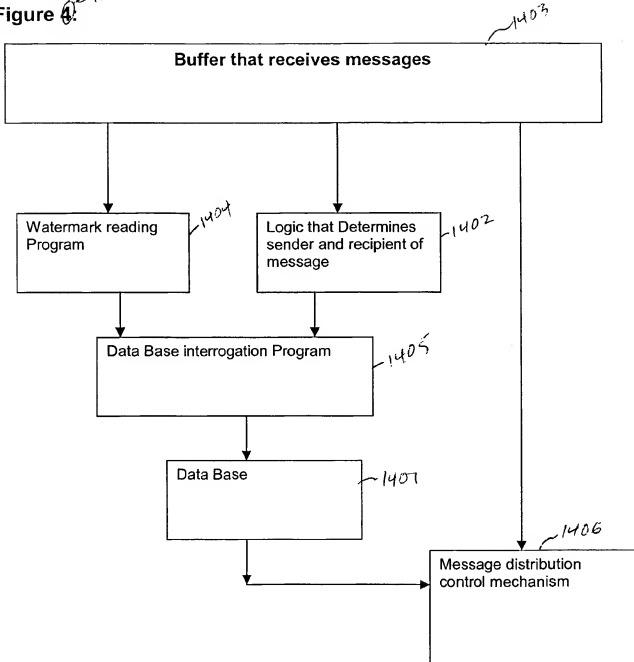 Figure 4:
1403
Buffer that receives messages
Watermark reading
Program
1404
Logic that Determines
sender and recipient of
message
1402
Data Base interrogation Program
1405
Data Base
1401
1406
Message distribution
control mechanism